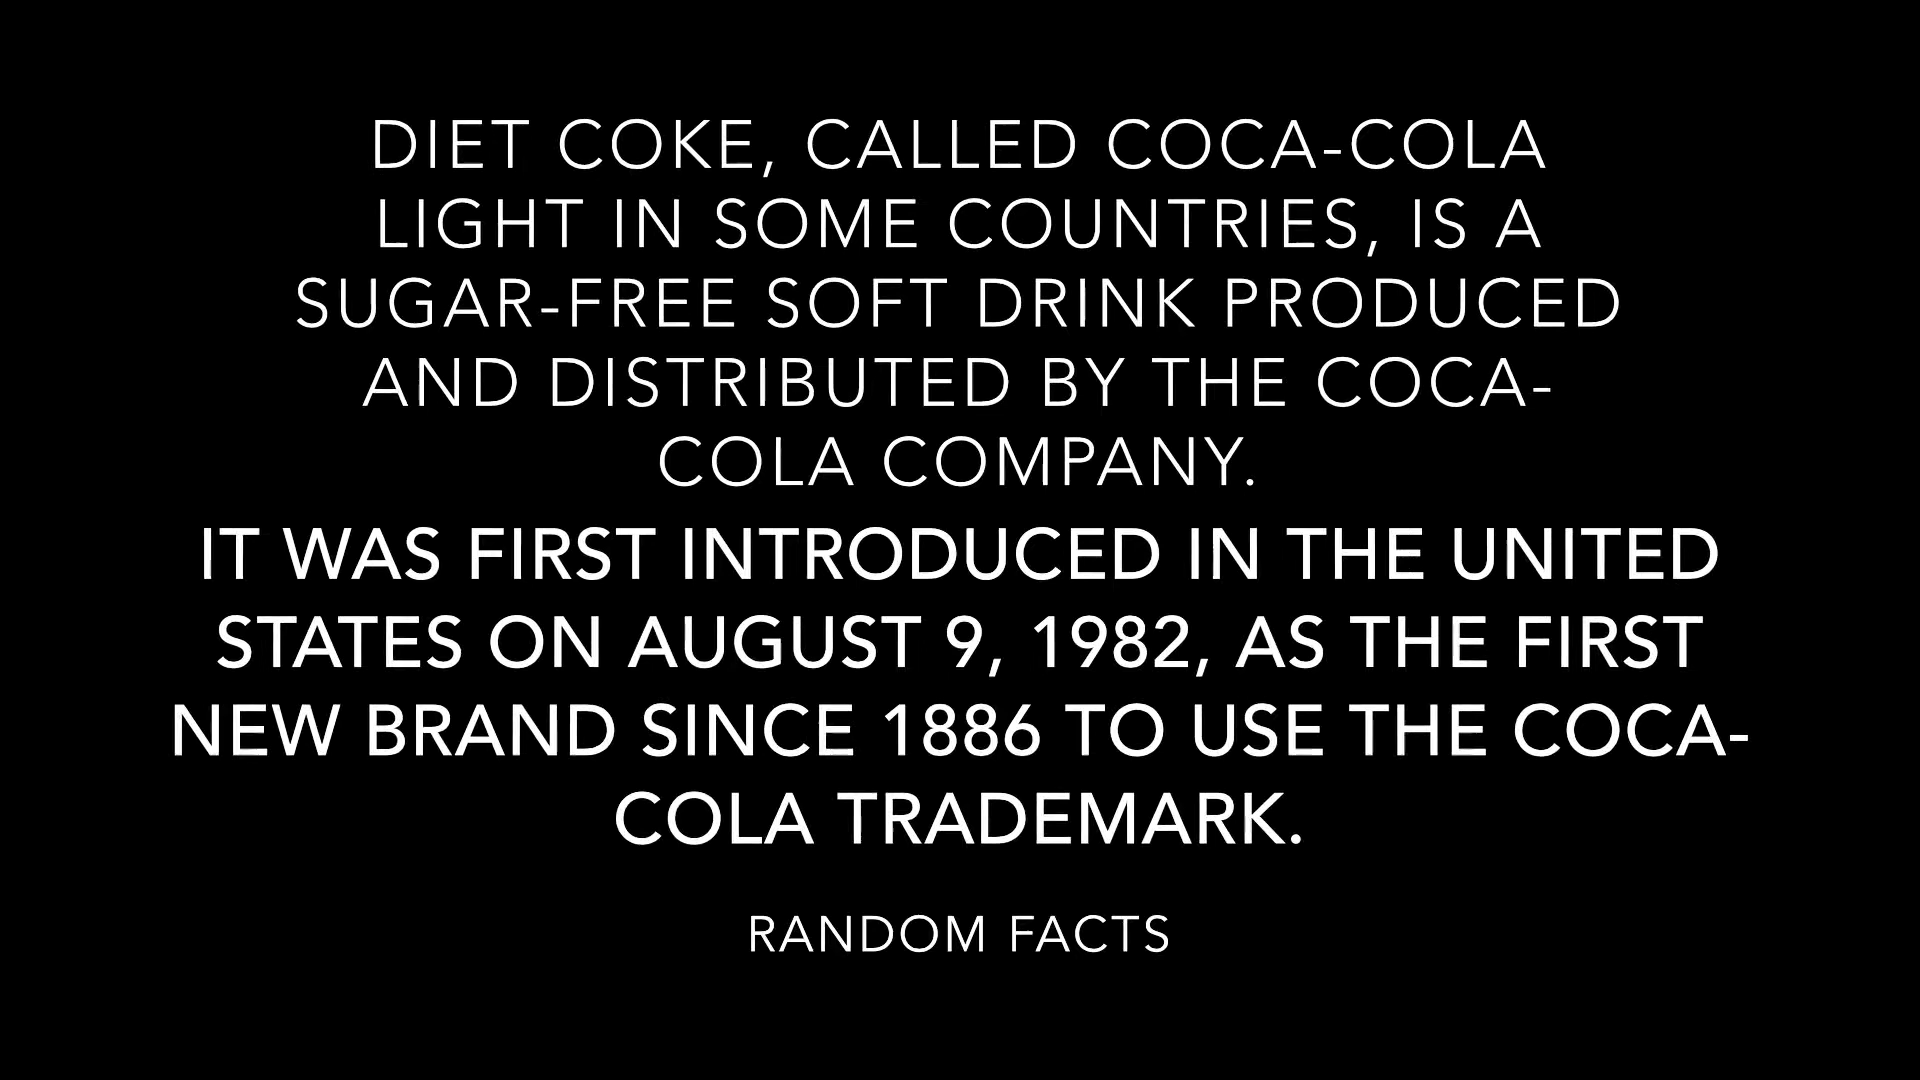 DIET COKE, CALLED COCA-COLA
LIGHT IN SOME COUNTRIES, IS A
SUGAR-FREE SOFT DRINK PRODUCED
AND DISTRIBUTED BY THE COCA-
COLA COMPANY.
IT WAS FIRST INTRODUCED IN THE UNITED
STATES ON AUGUST 9, 1982, AS THE FIRST
NEW BRAND SINCE 1886 TO USE THE COCA-
COLA TRADEMARK.
RANDOM FACTS